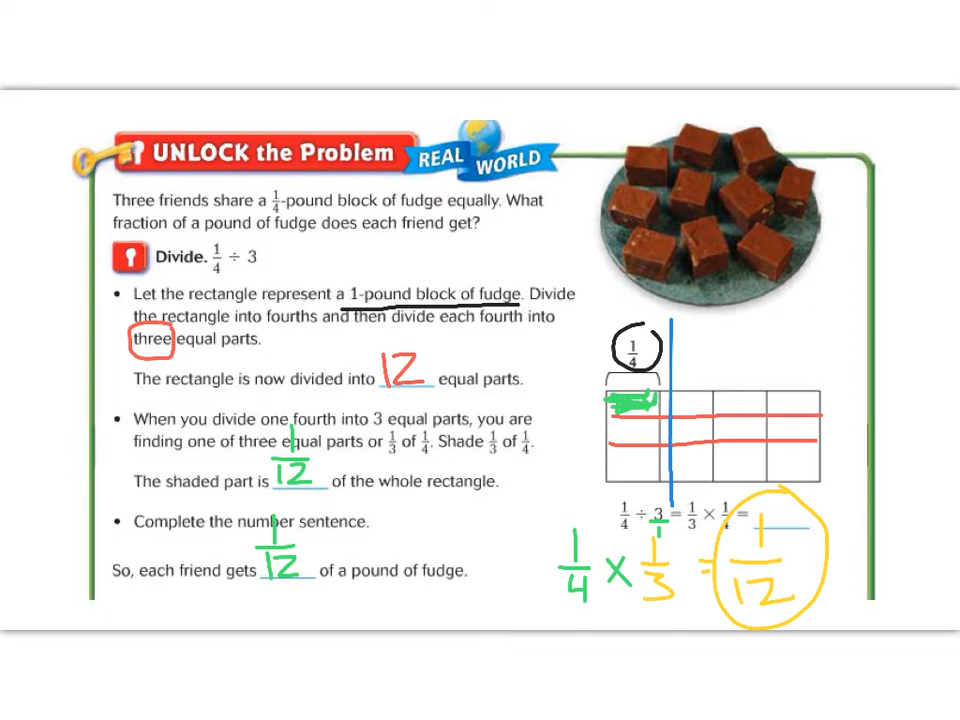 UNLOCK the Problem REAL WORLD
Three friends share a 1/4-pound block of fudge equally. What
fraction of a pound of fudge does each friend get?
Divide. 1/4 ÷ 3
• Let the rectangle represent a 1-pound block of fudge. Divide
the rectangle into fourths and then divide each fourth into
three equal parts.
The rectangle is now divided into 12 equal parts.
• When you divide one fourth into 3 equal parts, you are
finding one of three equal parts or 1/3 of 1/4. Shade 1/3 of 1/4.
The shaded part is 1/12 of the whole rectangle.
• Complete the number sentence.
So, each friend gets 1/12 of a pound of fudge.
1/4
1/4 ÷ 3 = 1/3 × 1/4 = ____
1
1/4 × 1/3 = 1/12